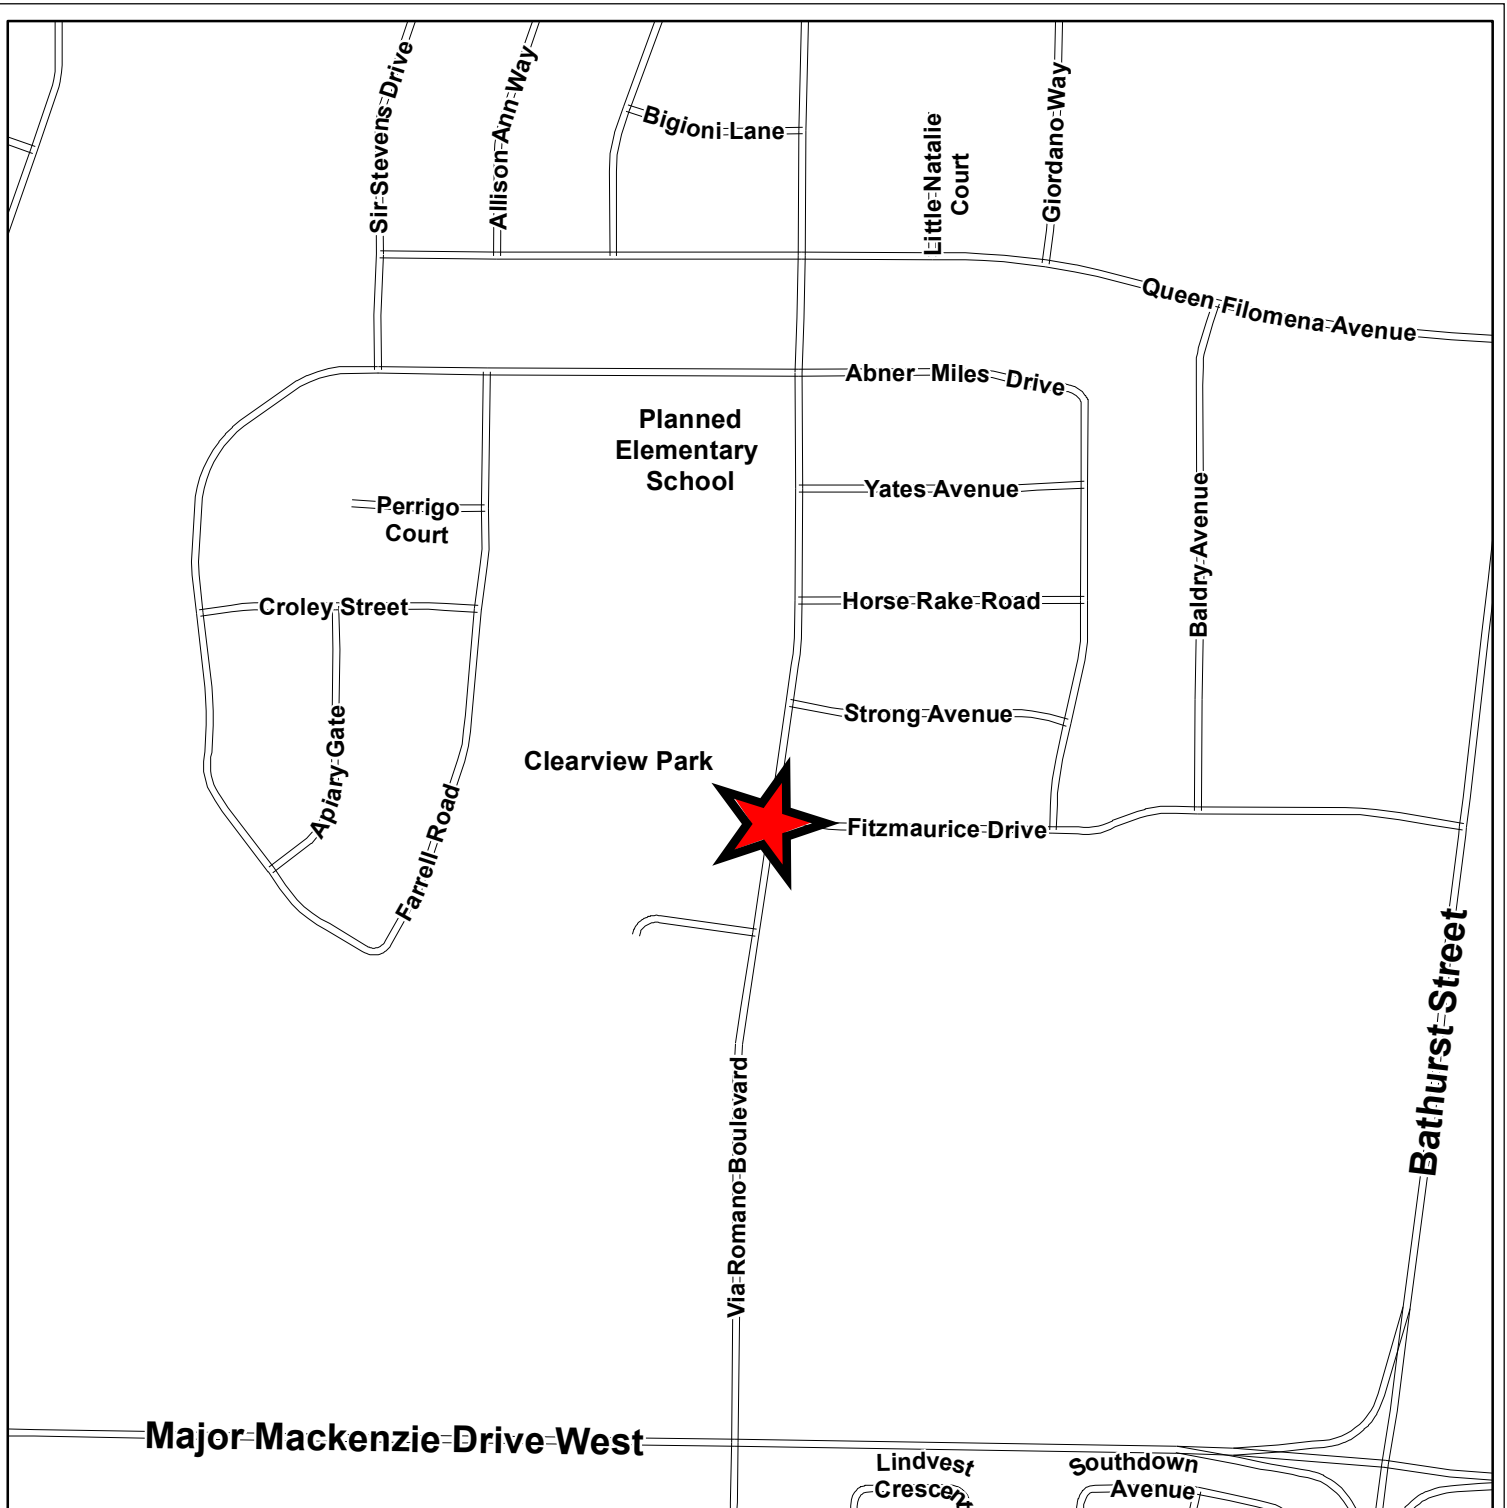 Sir Stevens Drive
Allison Ann Way
Bigioni Lane
Little Natalie
Court
Giordano Way
Queen Filomena Avenue
Abner Miles Drive
Planned
Elementary
School
Yates Avenue
Perrigo
Court
Baldry Avenue
Croley Street
Horse Rake Road
Apiary Gate
Strong Avenue
Clearview Park
Farrell Road
Fitzmaurice Drive
Bathurst Street
Via Romano Boulevard
Major Mackenzie Drive West
Lindvest
Crescent
Southdown
Avenue